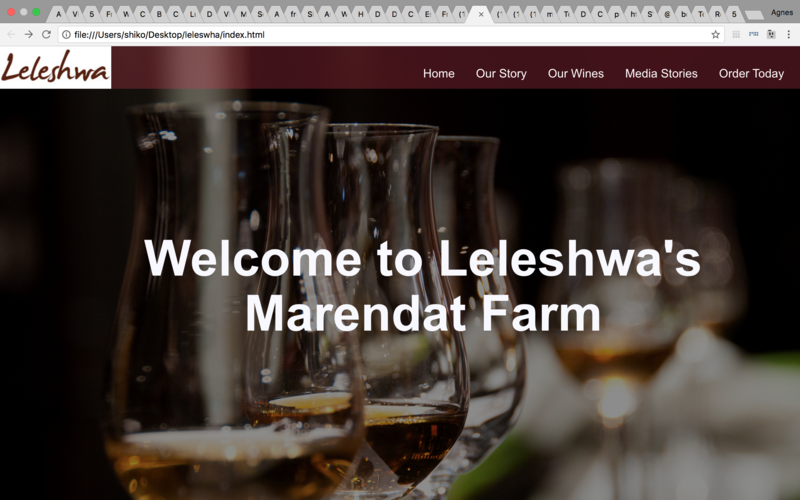 Agnes
file:///Users/shiko/Desktop/leleswha/index.html
Leleshwa
Home Our Story Our Wines Media Stories Order Today
Welcome to Leleshwa's
Marendat Farm